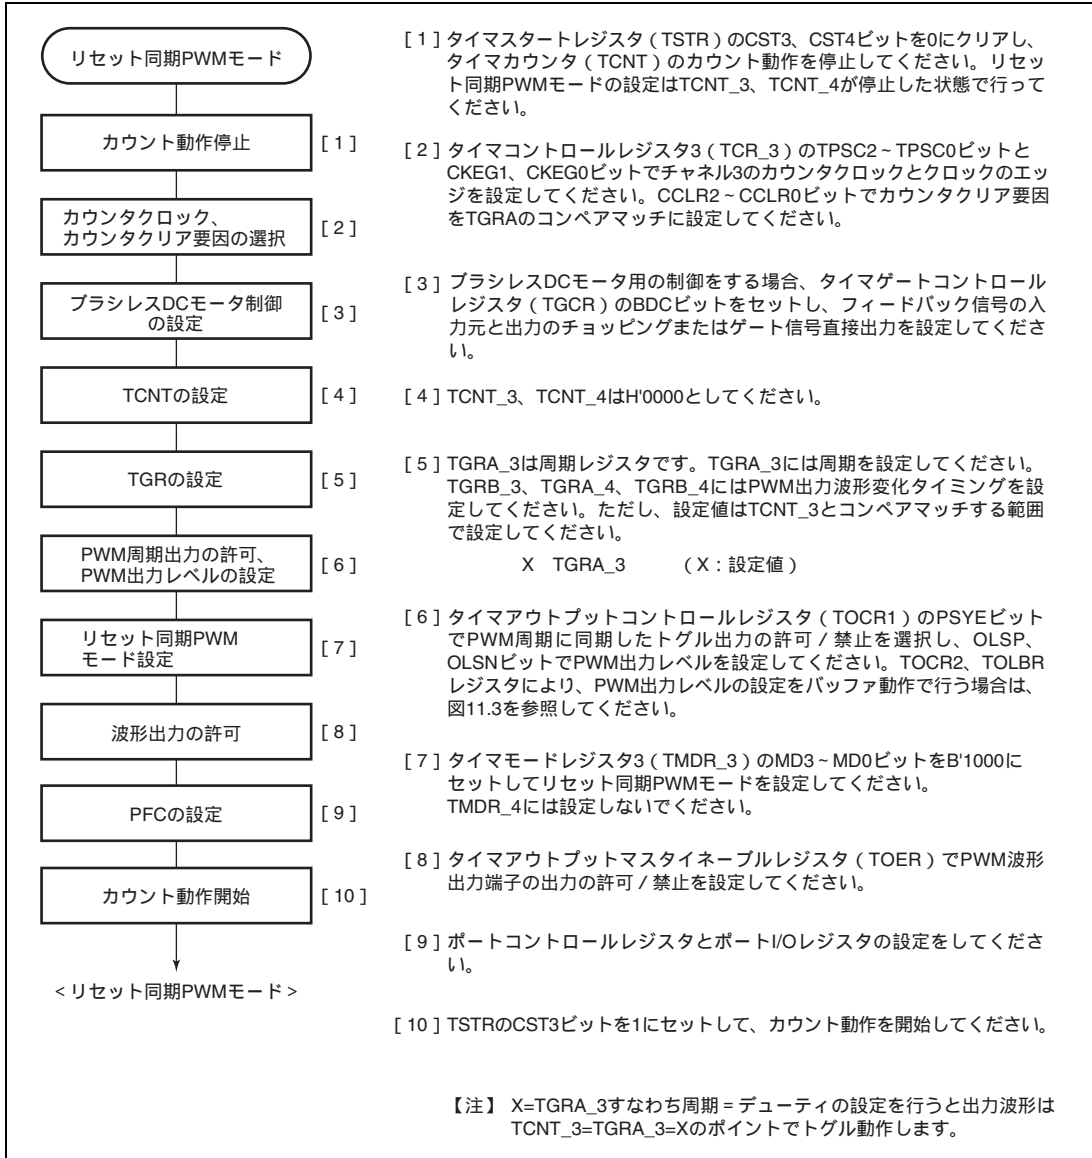 リセット同期PWMモード
カウント動作停止
[ 1 ]
カウンタクロック、
カウンタクリア要因の選択
[ 2 ]
ブラシレスDCモータ制御
の設定
[ 3 ]
TCNTの設定
[ 4 ]
TGRの設定
[ 5 ]
PWM周期出力の許可、
PWM出力レベルの設定
[ 6 ]
リセット同期PWM
モード設定
[ 7 ]
波形出力の許可
[ 8 ]
PFCの設定
[ 9 ]
カウント動作開始
[ 10 ]
<リセット同期PWMモード>
[ 1 ] タイマスタートレジスタ(TSTR)のCST3、CST4ビットを0にクリアし、
タイマカウンタ(TCNT)のカウント動作を停止してください。リセッ
ト同期PWMモードの設定はTCNT_3、TCNT_4が停止した状態で行って
ください。
[ 2 ] タイマコントロールレジスタ3(TCR_3)のTPSC2~TPSC0ビットと
CKEG1、CKEG0ビットでチャネル3のカウンタクロックとクロックのエッ
ジを設定してください。CCLR2~CCLR0ビットでカウンタクリア要因
をTGRAのコンペアマッチに設定してください。
[ 3 ] ブラシレスDCモータ用の制御をする場合、タイマゲートコントロール
レジスタ(TGCR)のBDCビットをセットし、フィードバック信号の入
力元と出力のチョッピングまたはゲート信号直接出力を設定してくださ
い。
[ 4 ] TCNT_3、TCNT_4はH'0000としてください。
[ 5 ] TGRA_3は周期レジスタです。TGRA_3には周期を設定してください。
TGRB_3、TGRA_4、TGRB_4にはPWM出力波形変化タイミングを設
定してください。ただし、設定値はTCNT_3とコンペアマッチする範囲
で設定してください。
X TGRA_3 (X:設定値)
[ 6 ] タイマアウトプットコントロールレジスタ(TOCR1)のPSYEビット
でPWM周期に同期したトグル出力の許可/禁止を選択し、OLSP、
OLSNビットでPWM出力レベルを設定してください。TOCR2、TOLBR
レジスタにより、PWM出力レベルの設定をバッファ動作で行う場合は、
図11.3を参照してください。
[ 7 ] タイマモードレジスタ3(TMDR_3)のMD3~MD0ビットをB'1000に
セットしてリセット同期PWMモードを設定してください。
TMDR_4には設定しないでください。
[ 8 ] タイマアウトプットマスタイネーブルレジスタ(TOER)でPWM波形
出力端子の出力の許可/禁止を設定してください。
[ 9 ] ポートコントロールレジスタとポートI/Oレジスタの設定をしてくださ
い。
[ 10 ] TSTRのCST3ビットを1にセットして、カウント動作を開始してください。
【注】 X=TGRA_3すなわち周期=デューティの設定を行うと出力波形は
TCNT_3=TGRA_3=Xのポイントでトグル動作します。